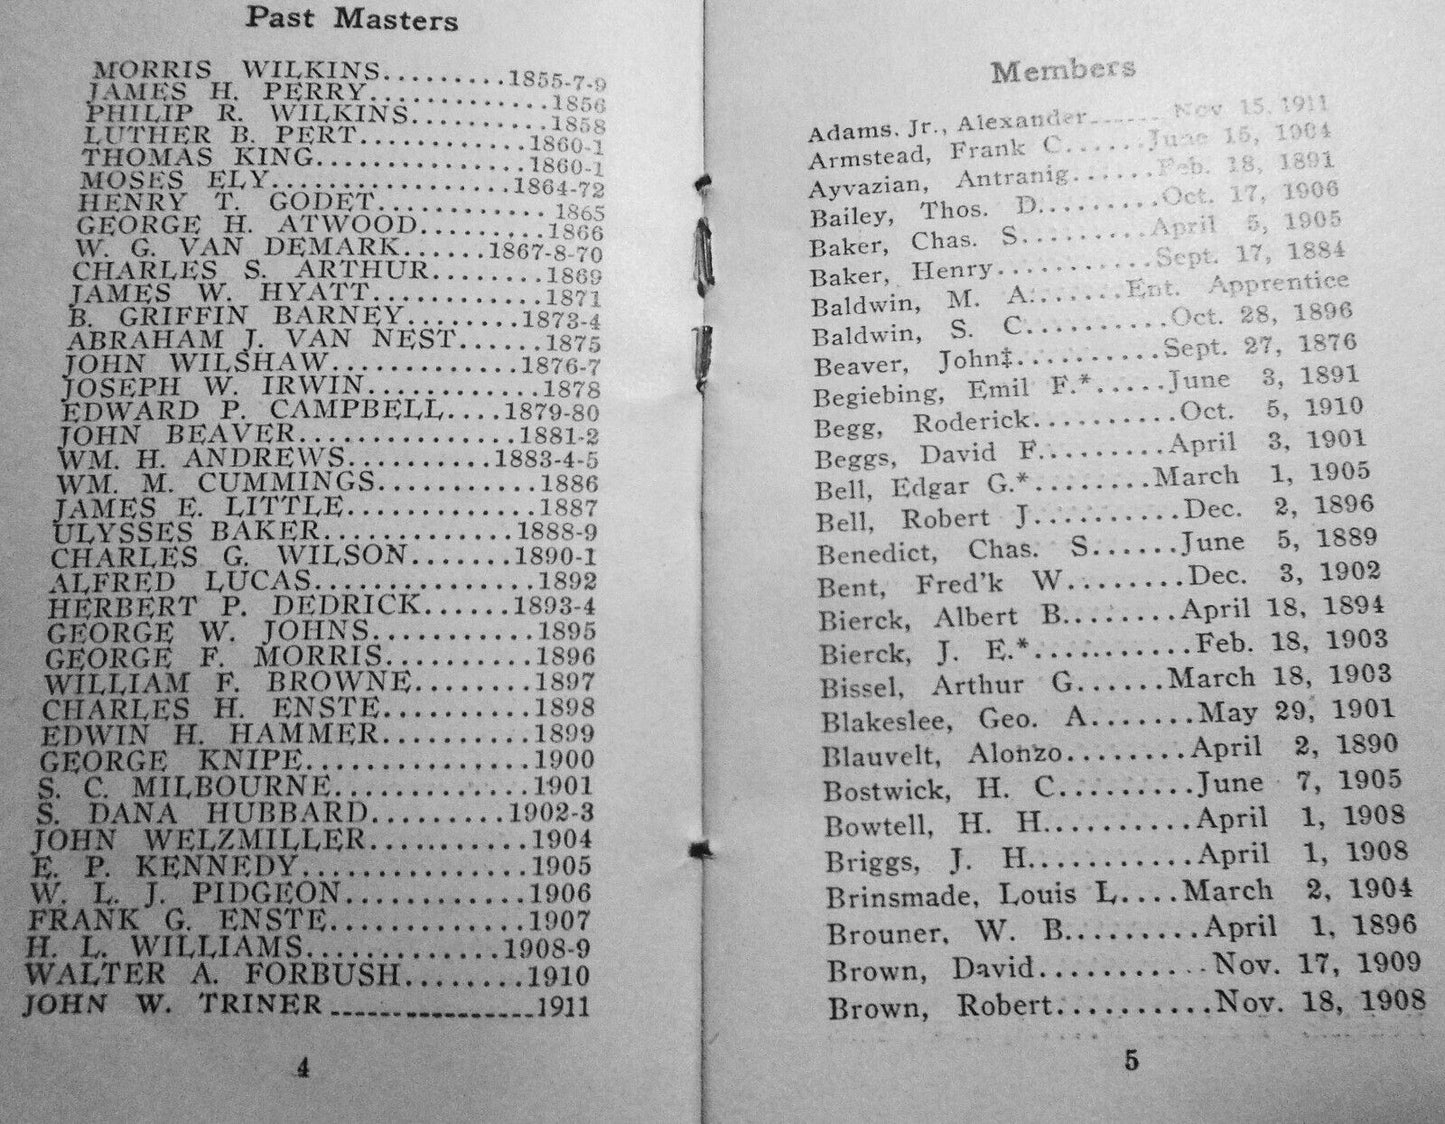 Past Masters
MORRIS WILKINS.........1855-7-9
JAMES H. PERRY.............1856
PHILIP R. WILKINS..........1858
LUTHER B. PERT............1860-1
THOMAS KING...............1860-1
MOSES ELY.................1864-72
HENRY T. GODET............1865
GEORGE H. ATWOOD.........1866
W. G. VAN DEMARK......1867-8-70
CHARLES S. ARTHUR........1869
JAMES W. HYATT............1871
B. GRIFFIN BARNEY........1873-4
ABRAHAM J. VAN NEST......1875
JOHN WILSHAW.............1876-7
JOSEPH W. IRWIN............1878
EDWARD P. CAMPBELL....1879-80
JOHN BEAVER...............1881-2
WM. H. ANDREWS..........1883-4-5
WM. M. CUMMINGS...........1886
JAMES E. LITTLE.............1887
ULYSSES BAKER.............1888-9
CHARLES G. WILSON.......1890-1
ALFRED LUCAS...............1892
HERBERT P. DEDRICK......1893-4
GEORGE W. JOHNS...........1895
GEORGE F. MORRIS..........1896
WILLIAM F. BROWNE........1897
CHARLES H. ENSTE..........1898
EDWIN H. HAMMER..........1899
GEORGE KNIPE...............1900
S. C. MILBOURNE.............1901
S. DANA HUBBARD.........1902-3
JOHN WELZMILLER...........1904
E. P. KENNEDY...............1905
W. L. J. PIDGEON............1906
FRANK G. ENSTE.............1907
H. L. WILLIAMS.............1908-9
WALTER A. FORBUSH........1910
JOHN W. TRINER.................1911
4
Members
Adams, Jr., Alexander.......Nov. 15, 1911
Armstead, Frank C......June 15, 1904
Ayvazian, Antranig......Feb. 18, 1891
Bailey, Thos. D.........Oct. 17, 1906
Baker, Chas. S.........April 5, 1905
Baker, Henry...........Sept. 17, 1884
Baldwin, M. A.......Ent. Apprentice
Baldwin, S. C..........Oct. 28, 1896
Beaver, John‡..........Sept. 27, 1876
Begiebing, Emil F.*.....June 3, 1891
Begg, Roderick..........Oct. 5, 1910
Beggs, David F.........April 3, 1901
Bell, Edgar G.*........March 1, 1905
Bell, Robert J..........Dec. 2, 1896
Benedict, Chas. S......June 5, 1889
Bent, Fred'k W........Dec. 3, 1902
Bierck, Albert B........April 18, 1894
Bierck, J. E.*...........Feb. 18, 1903
Bissel, Arthur G......March 18, 1903
Blakeslee, Geo. A.......May 29, 1901
Blauvelt, Alonzo.......April 2, 1890
Bostwick, H. C.........June 7, 1905
Bowtell, H. H..........April 1, 1908
Briggs, J. H...........April 1, 1908
Brinsmade, Louis L....March 2, 1904
Brouner, W. B.........April 1, 1896
Brown, David...........Nov. 17, 1909
Brown, Robert..........Nov. 18, 1908
5